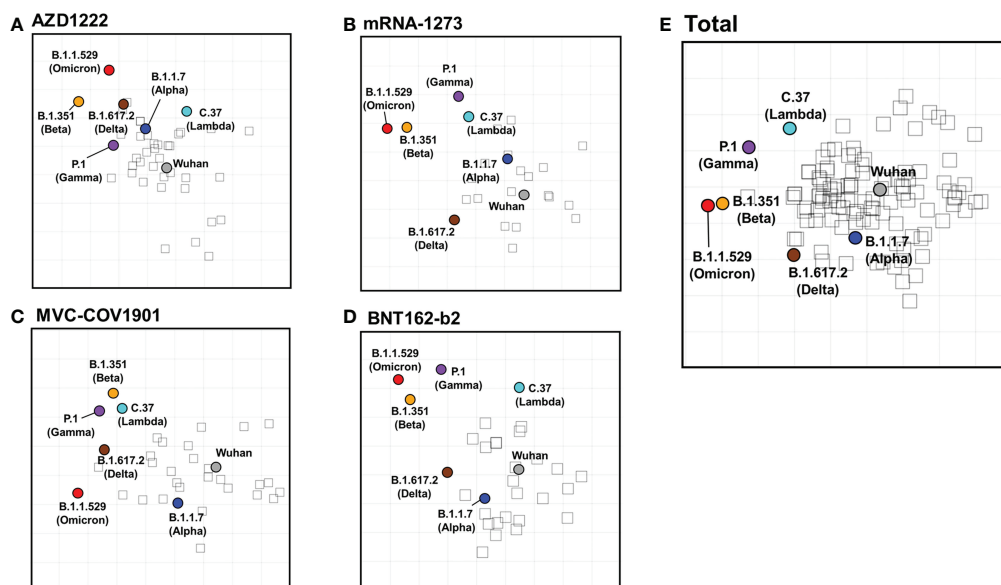 A AZD1222
B.1.1.529
(Omicron)
B.1.1.7
(Alpha)
B.1.351
(Beta)
B.1.617.2
(Delta)
C.37
(Lambda)
P.1
(Gamma)
Wuhan
B mRNA-1273
P.1
(Gamma)
B.1.1.529
(Omicron)
C.37
(Lambda)
B.1.351
(Beta)
B.1.1.7
(Alpha)
Wuhan
B.1.617.2
(Delta)
C MVC-COV1901
B.1.351
(Beta)
P.1
(Gamma)
C.37
(Lambda)
B.1.617.2
(Delta)
Wuhan
B.1.1.529
(Omicron)
B.1.1.7
(Alpha)
D BNT162-b2
B.1.1.529
(Omicron)
P.1
(Gamma)
C.37
(Lambda)
B.1.351
(Beta)
Wuhan
B.1.617.2
(Delta)
B.1.1.7
(Alpha)
E Total
C.37
(Lambda)
P.1
(Gamma)
Wuhan
B.1.351
(Beta)
B.1.1.529
(Omicron)
B.1.1.7
(Alpha)
B.1.617.2
(Delta)